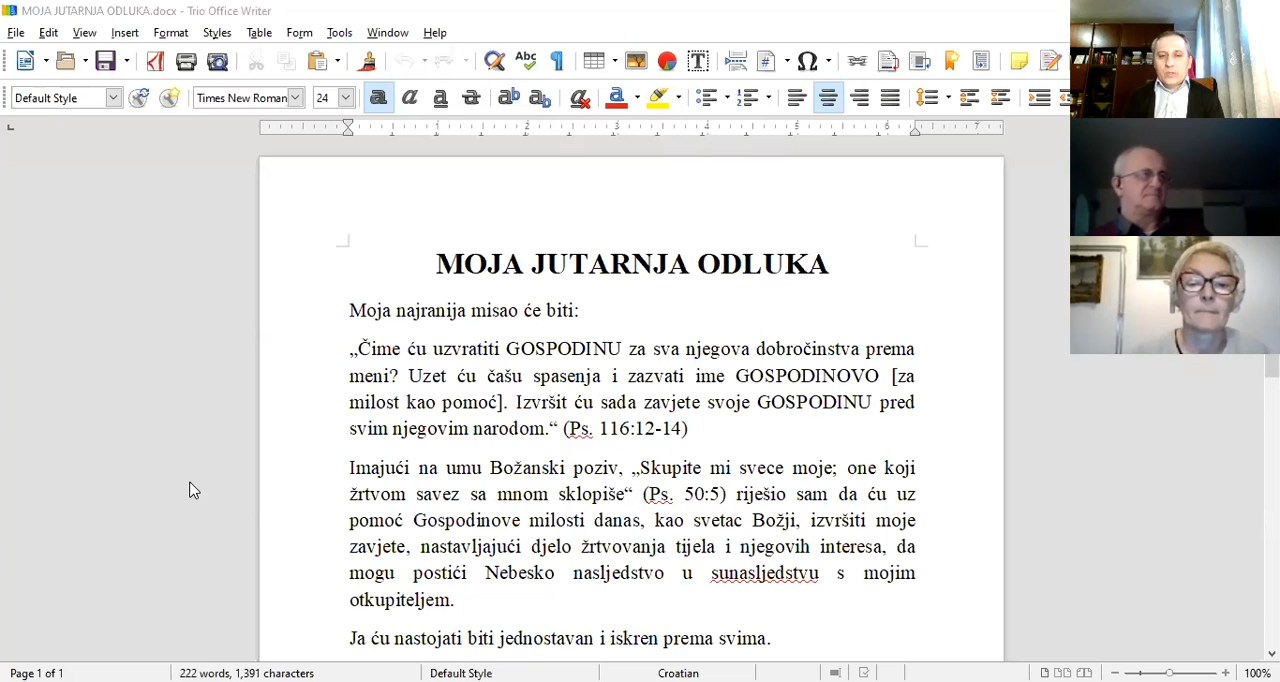 MOJA JUTARNJA ODLUKA.docx - Trio Office Writer
File Edit View Insert Format Styles Table Form Tools Window Help
Default Style Times New Roman 24
1 2 3 4 5 6 7
MOJA JUTARNJA ODLUKA
Moja najranija misao će biti:
„Čime ću uzvratiti GOSPODINU za sva njegova dobročinstva prema
meni? Uzet ću čašu spasenja i zazvati ime GOSPODINOVO [za
milost kao pomoć]. Izvršit ću sada zavjete svoje GOSPODINU pred
svim njegovim narodom.“ (Ps. 116:12-14)
Imajući na umu Božanski poziv, „Skupite mi svece moje; one koji
žrtvom savez sa mnom sklopiše“ (Ps. 50:5) riješio sam da ću uz
pomoć Gospodinove milosti danas, kao svetac Božji, izvršiti moje
zavjete, nastavljajući djelo žrtvovanja tijela i njegovih interesa, da
mogu postići Nebesko nasljedstvo u sunasljedstvu s mojim
otkupiteljem.
Ja ću nastojati biti jednostavan i iskren prema svima.
Page 1 of 1 222 words, 1,391 characters Default Style Croatian 100%